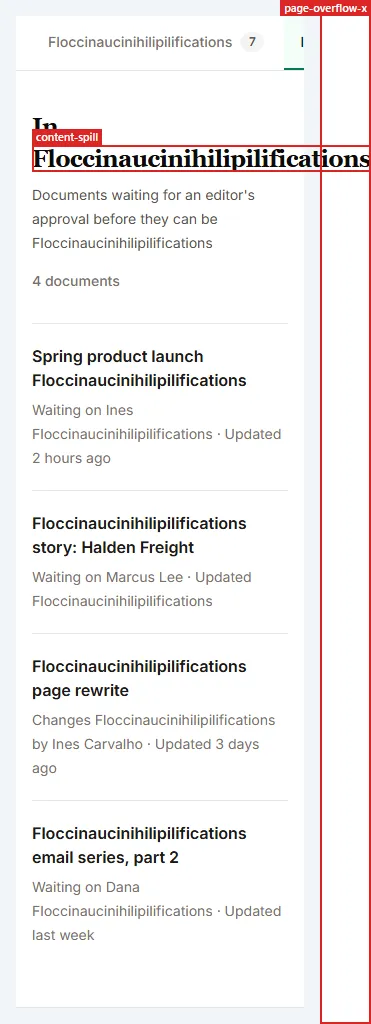 page-overflow-x
Floccinaucinihilipilifications 7
In
content-spill
Floccinaucinihilipilifications
Documents waiting for an editor's
approval before they can be
Floccinaucinihilipilifications
4 documents
Spring product launch
Floccinaucinihilipilifications
Waiting on Ines
Floccinaucinihilipilifications · Updated
2 hours ago
Floccinaucinihilipilifications
story: Halden Freight
Waiting on Marcus Lee · Updated
Floccinaucinihilipilifications
Floccinaucinihilipilifications
page rewrite
Changes Floccinaucinihilipilifications
by Ines Carvalho · Updated 3 days
ago
Floccinaucinihilipilifications
email series, part 2
Waiting on Dana
Floccinaucinihilipilifications · Updated
last week